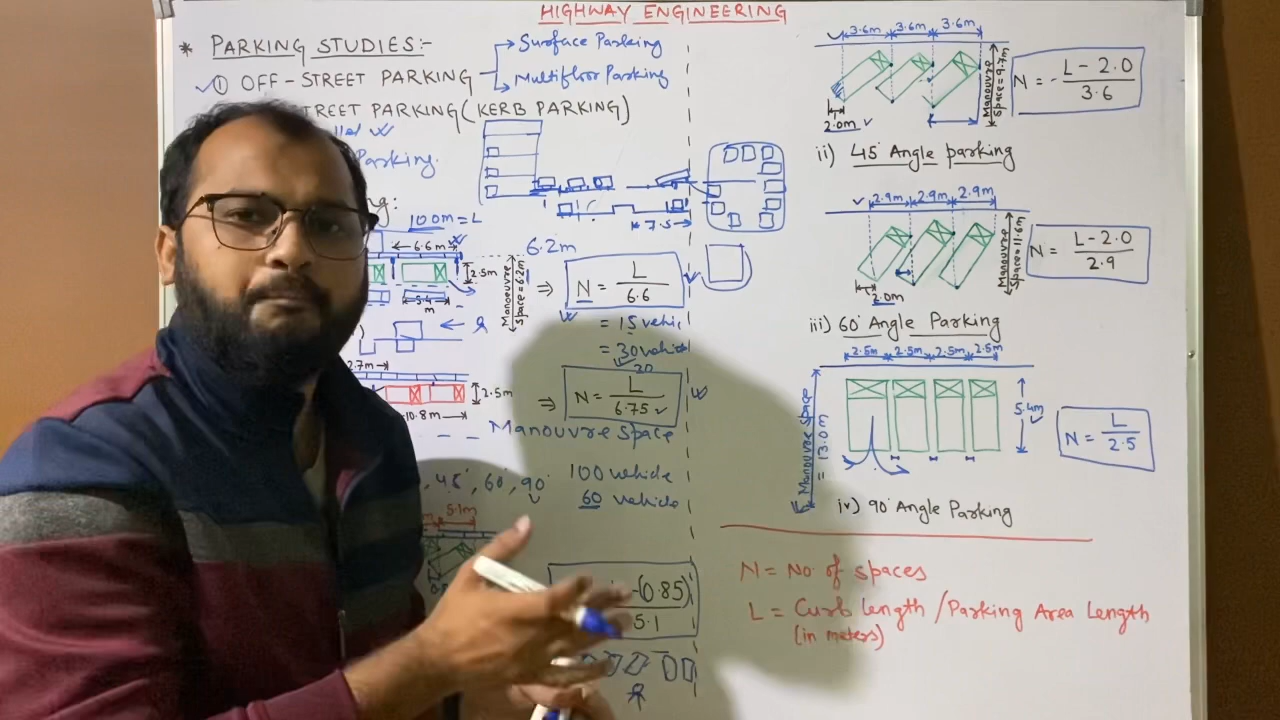 HIGHWAY ENGINEERING
* PARKING STUDIES:-
① OFF-STREET PARKING
Surface Parking
Multifloor Parking
STREET PARKING (KERB PARKING)
Parking.
100m = L
6.6m
2.5m
5.4
m
Manouvre
Space = 6.2m
6.2m
7.5
⇒ N = L / 6.6
= 15 vehic
= 30 vehicl
20
2.7m
2.5m
10.8m
⇒ N = L / 6.75
Manouvre Space
, 45°, 60°, 90°
100 vehicle
60 vehicle
5.1m
-(0.85)
5.1
3.6m 3.6m 3.6m
Manouvre
Space = 9.7m
2.0m
N = L - 2.0 / 3.6
ii) 45° Angle parking
2.9m 2.9m 2.9m
Manouvre
Space = 11.6m
2.0m
N = L - 2.0 / 2.9
iii) 60° Angle Parking
2.5m 2.5m 2.5m 2.5m
Manouvre Space
= 13.0m
5.4m
N = L / 2.5
iv) 90° Angle Parking
N = No of spaces
L = Curb length / Parking Area Length
(in meters)